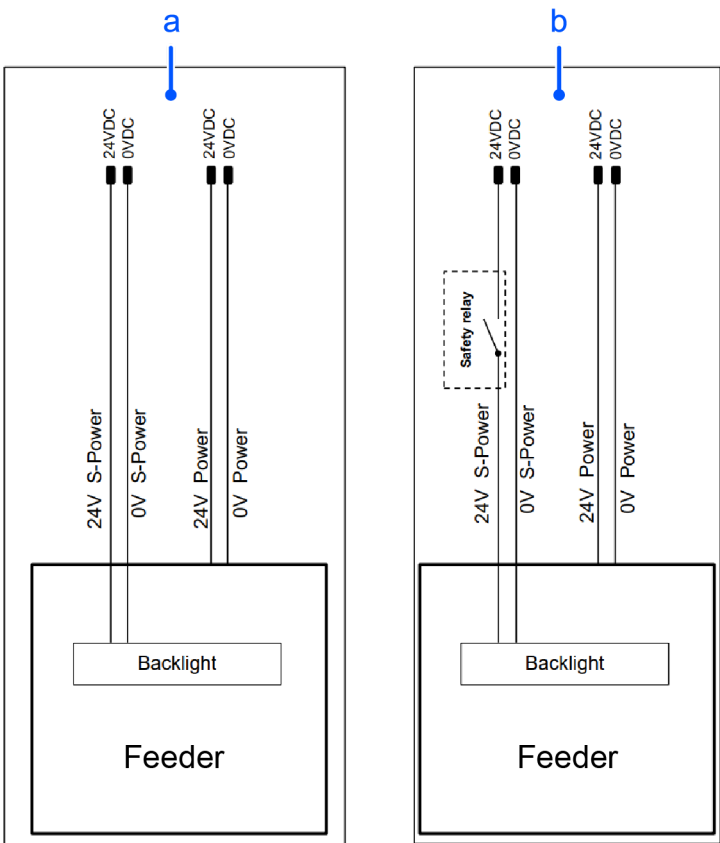 a
24VDC
0VDC
24VDC
0VDC
24V S-Power
0V S-Power
24V Power
0V Power
Backlight
Feeder
b
24VDC
0VDC
24VDC
0VDC
Safety relay
24V S-Power
0V S-Power
24V Power
0V Power
Backlight
Feeder